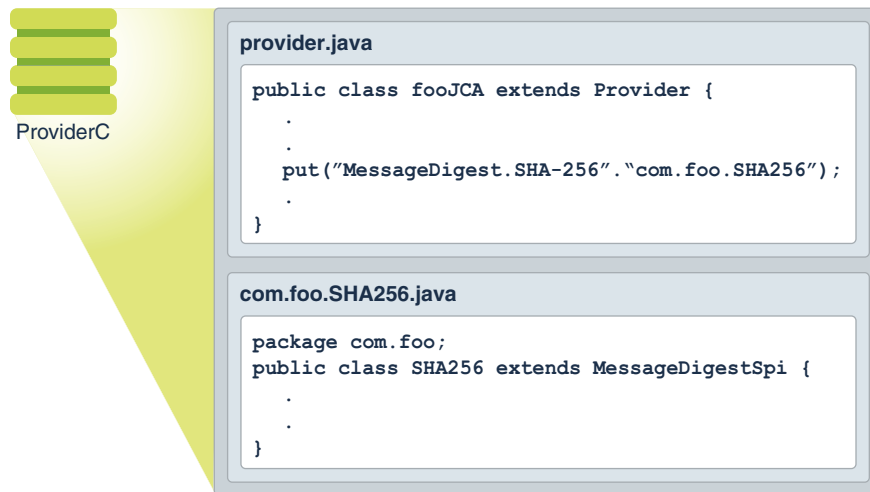 ProviderC
provider.java
public class fooJCA extends Provider {
.
.
put(”MessageDigest.SHA-256”.“com.foo.SHA256”);
.
}
com.foo.SHA256.java
package com.foo;
public class SHA256 extends MessageDigestSpi {
.
.
}